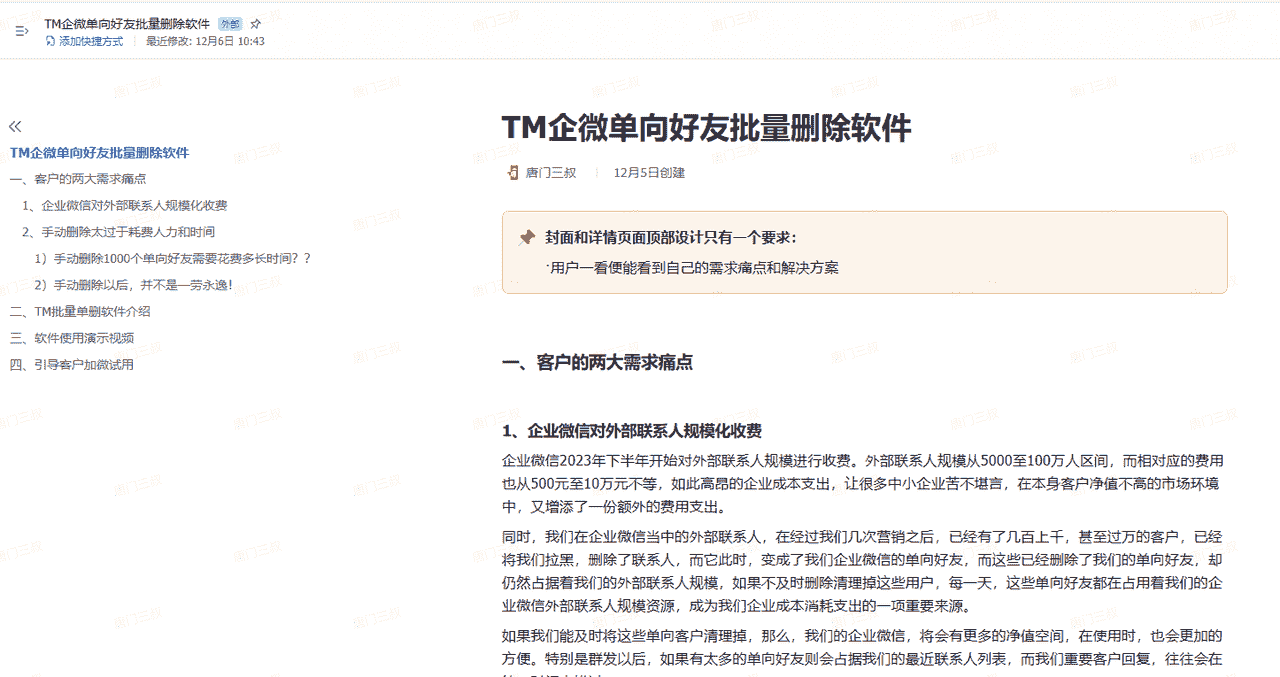 TM企微单向好友批量删除软件 外部
添加快捷方式 最近修改: 12月6日 10:43
TM企微单向好友批量删除软件
一、客户的两大需求痛点
1、企业微信对外部联系人规模化收费
2、手动删除太过于耗费人力和时间
1）手动删除1000个单向好友需要花费多长时间？？
2）手动删除以后，并不是一劳永逸！
二、TM批量单删软件介绍
三、软件使用演示视频
四、引导客户加微试用
TM企微单向好友批量删除软件
唐门三叔 12月5日创建
封面和详情页面顶部设计只有一个要求：
·用户一看便能看到自己的需求痛点和解决方案
一、客户的两大需求痛点
1、企业微信对外部联系人规模化收费
企业微信2023年下半年开始对外部联系人规模进行收费。外部联系人规模从5000至100万人区间，而相对应的费用
也从500元至10万元不等，如此高昂的企业成本支出，让很多中小企业苦不堪言，在本身客户净值不高的市场环境
中，又增添了一份额外的费用支出。
同时，我们在企业微信当中的外部联系人，在经过我们几次营销之后，已经有了几百上千，甚至过万的客户，已经
将我们拉黑，删除了联系人，而它此时，变成了我们企业微信的单向好友，而这些已经删除了我们的单向好友，却
仍然占据着我们的外部联系人规模，如果不及时删除清理掉这些用户，每一天，这些单向好友都在占用着我们的企
业微信外部联系人规模资源，成为我们企业成本消耗支出的一项重要来源。
如果我们能及时将这些单向客户清理掉，那么，我们的企业微信，将会有更多的净值空间，在使用时，也会更加的
方便。特别是群发以后，如果有太多的单向好友则会占据我们的最近联系人列表，而我们重要客户回复，往往会在